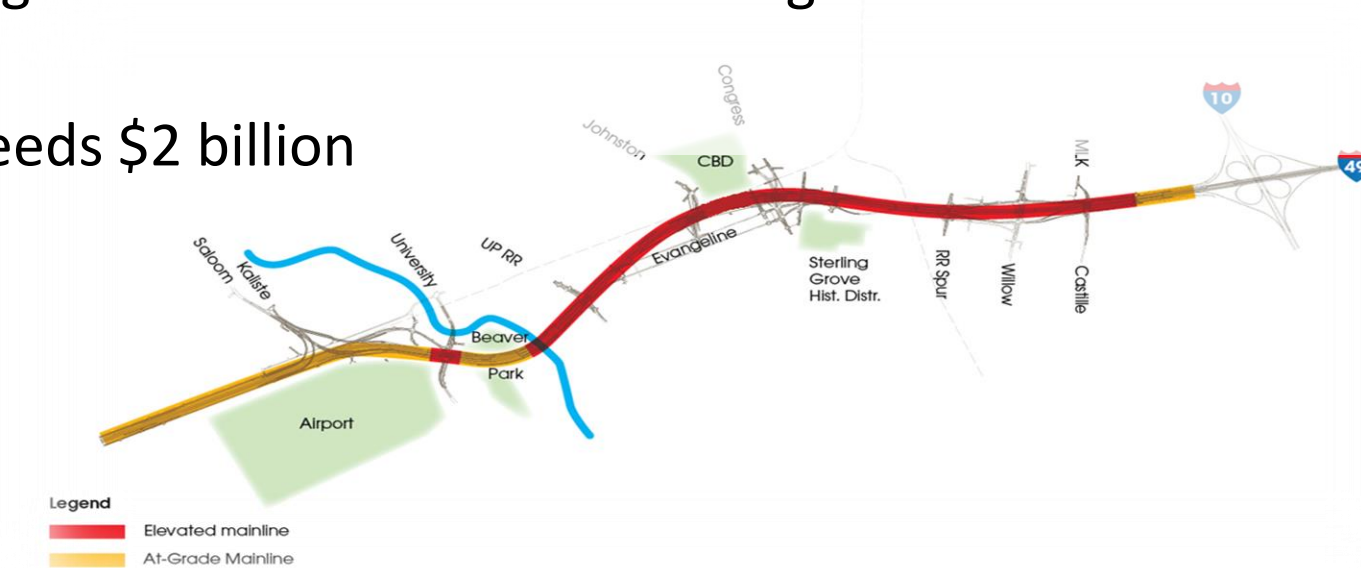 eeds $2 billion
10
49
Congress
Johnston
CBD
MLK
Saloom
Kaliste
University
UP RR
Evangeline
Sterling
Grove
Hist. Distr.
RR Spur
Willow
Castille
Beaver
Park
Airport
Legend
Elevated mainline
At-Grade Mainline